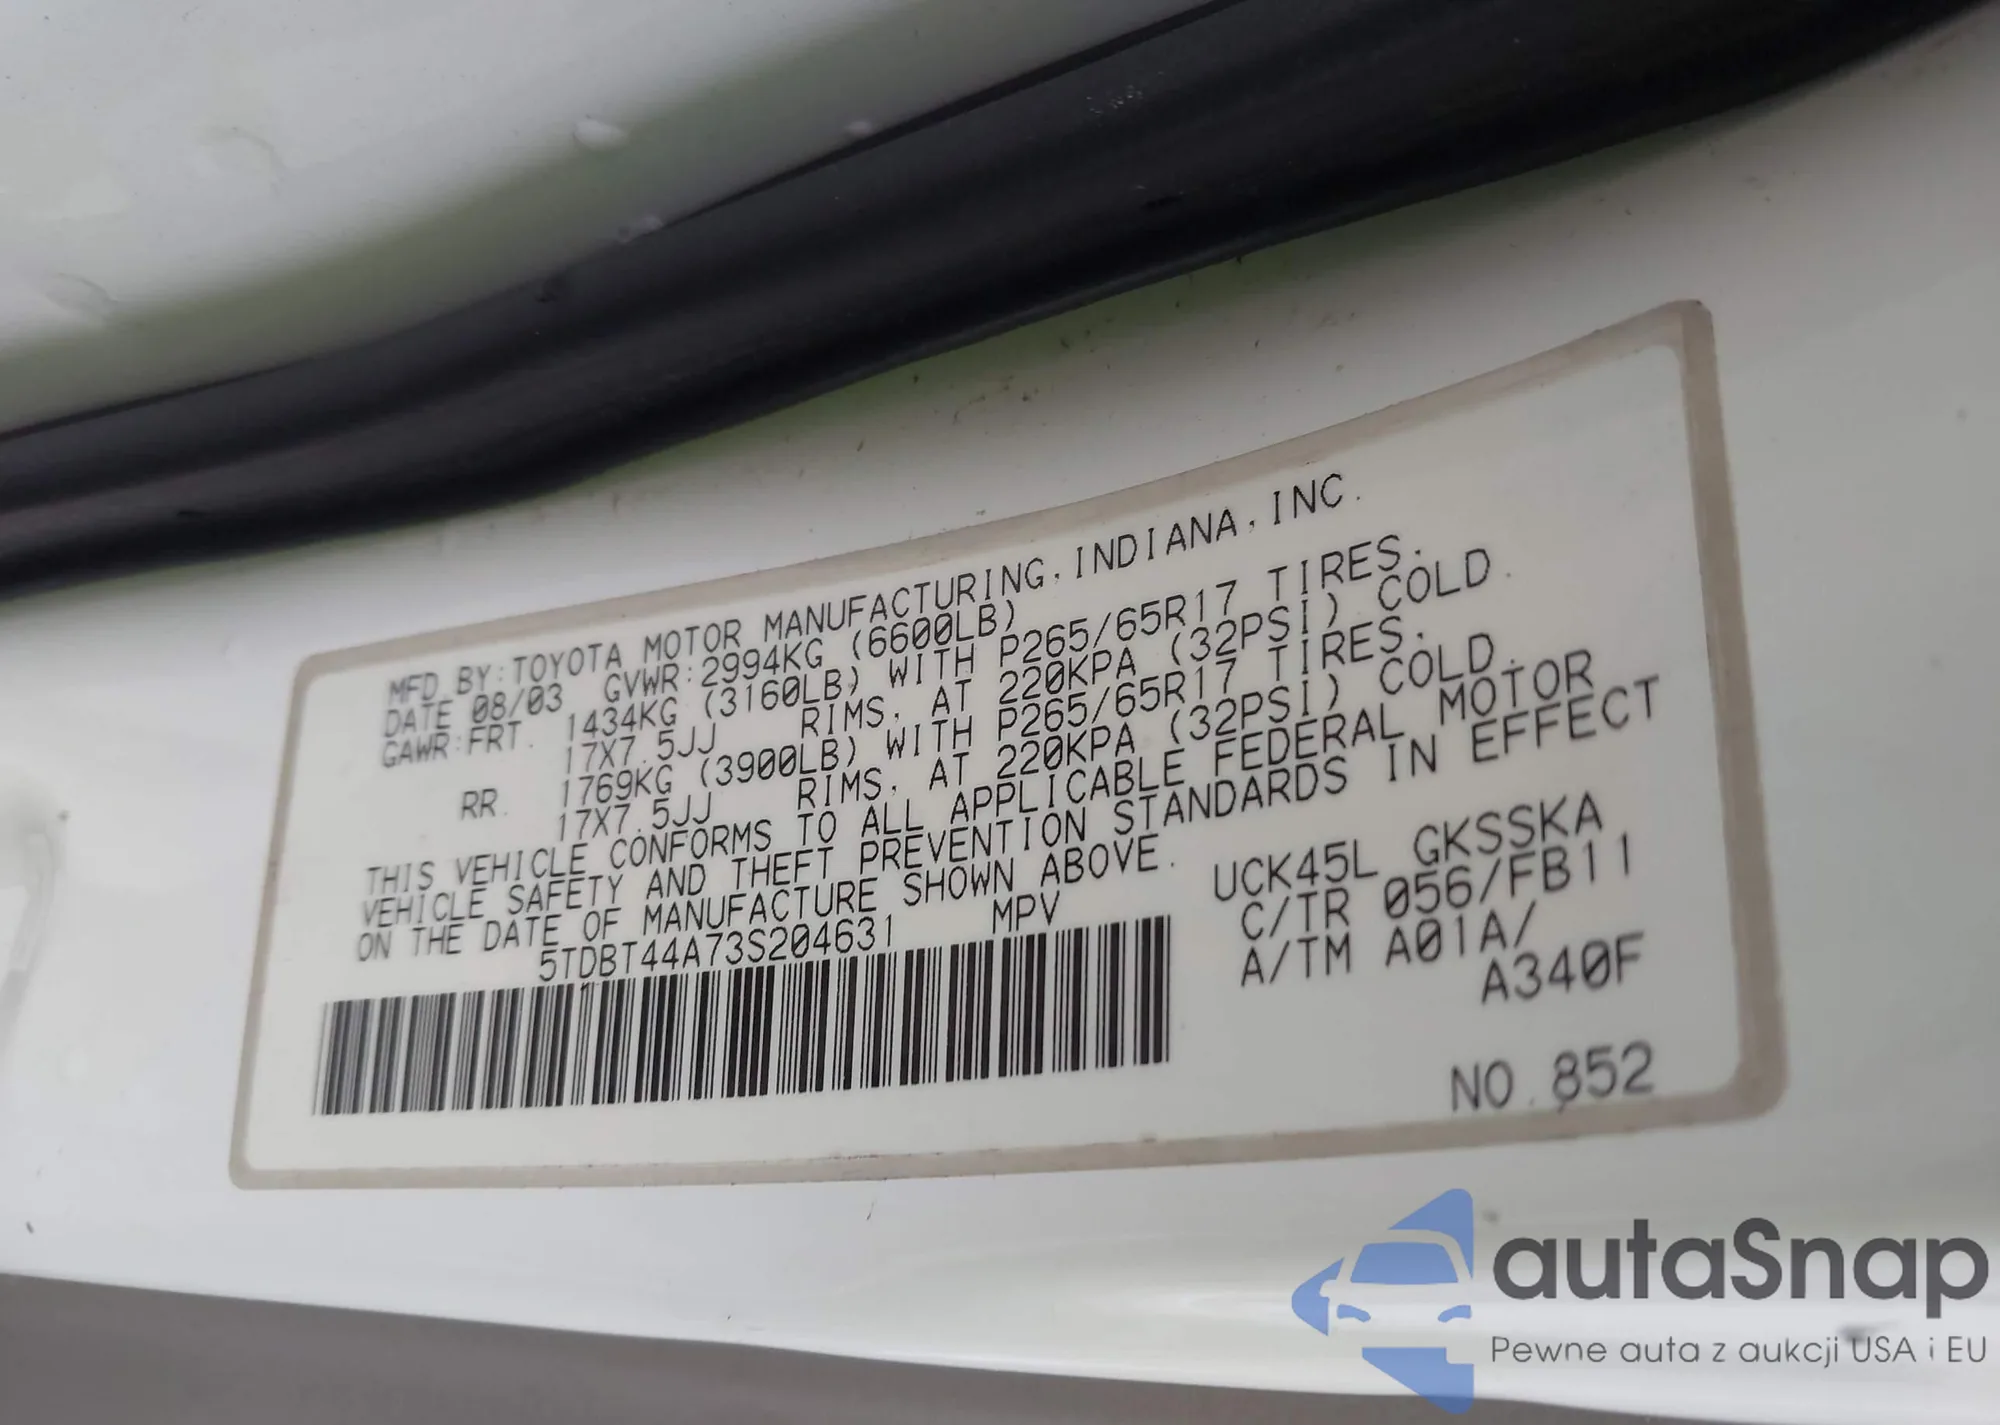 MFD BY:TOYOTA MOTOR MANUFACTURING,INDIANA,INC.
DATE 08/03 GVWR:2994KG (6600LB)
GAWR:FRT. 1434KG (3160LB) WITH P265/65R17 TIRES.
17X7.5JJ RIMS, AT 220KPA (32PSI) COLD.
RR. 1769KG (3900LB) WITH P265/65R17 TIRES.
17X7.5JJ RIMS, AT 220KPA (32PSI) COLD.
THIS VEHICLE CONFORMS TO ALL APPLICABLE FEDERAL MOTOR
VEHICLE SAFETY AND THEFT PREVENTION STANDARDS IN EFFECT
ON THE DATE OF MANUFACTURE SHOWN ABOVE.
5TDBT44A73S204631 MPV
UCK45L GKSSKA
C/TR 056/FB11
A/TM A01A/
A340F
NO.852
autaSnap
Pewne auta z aukcji USA i EU